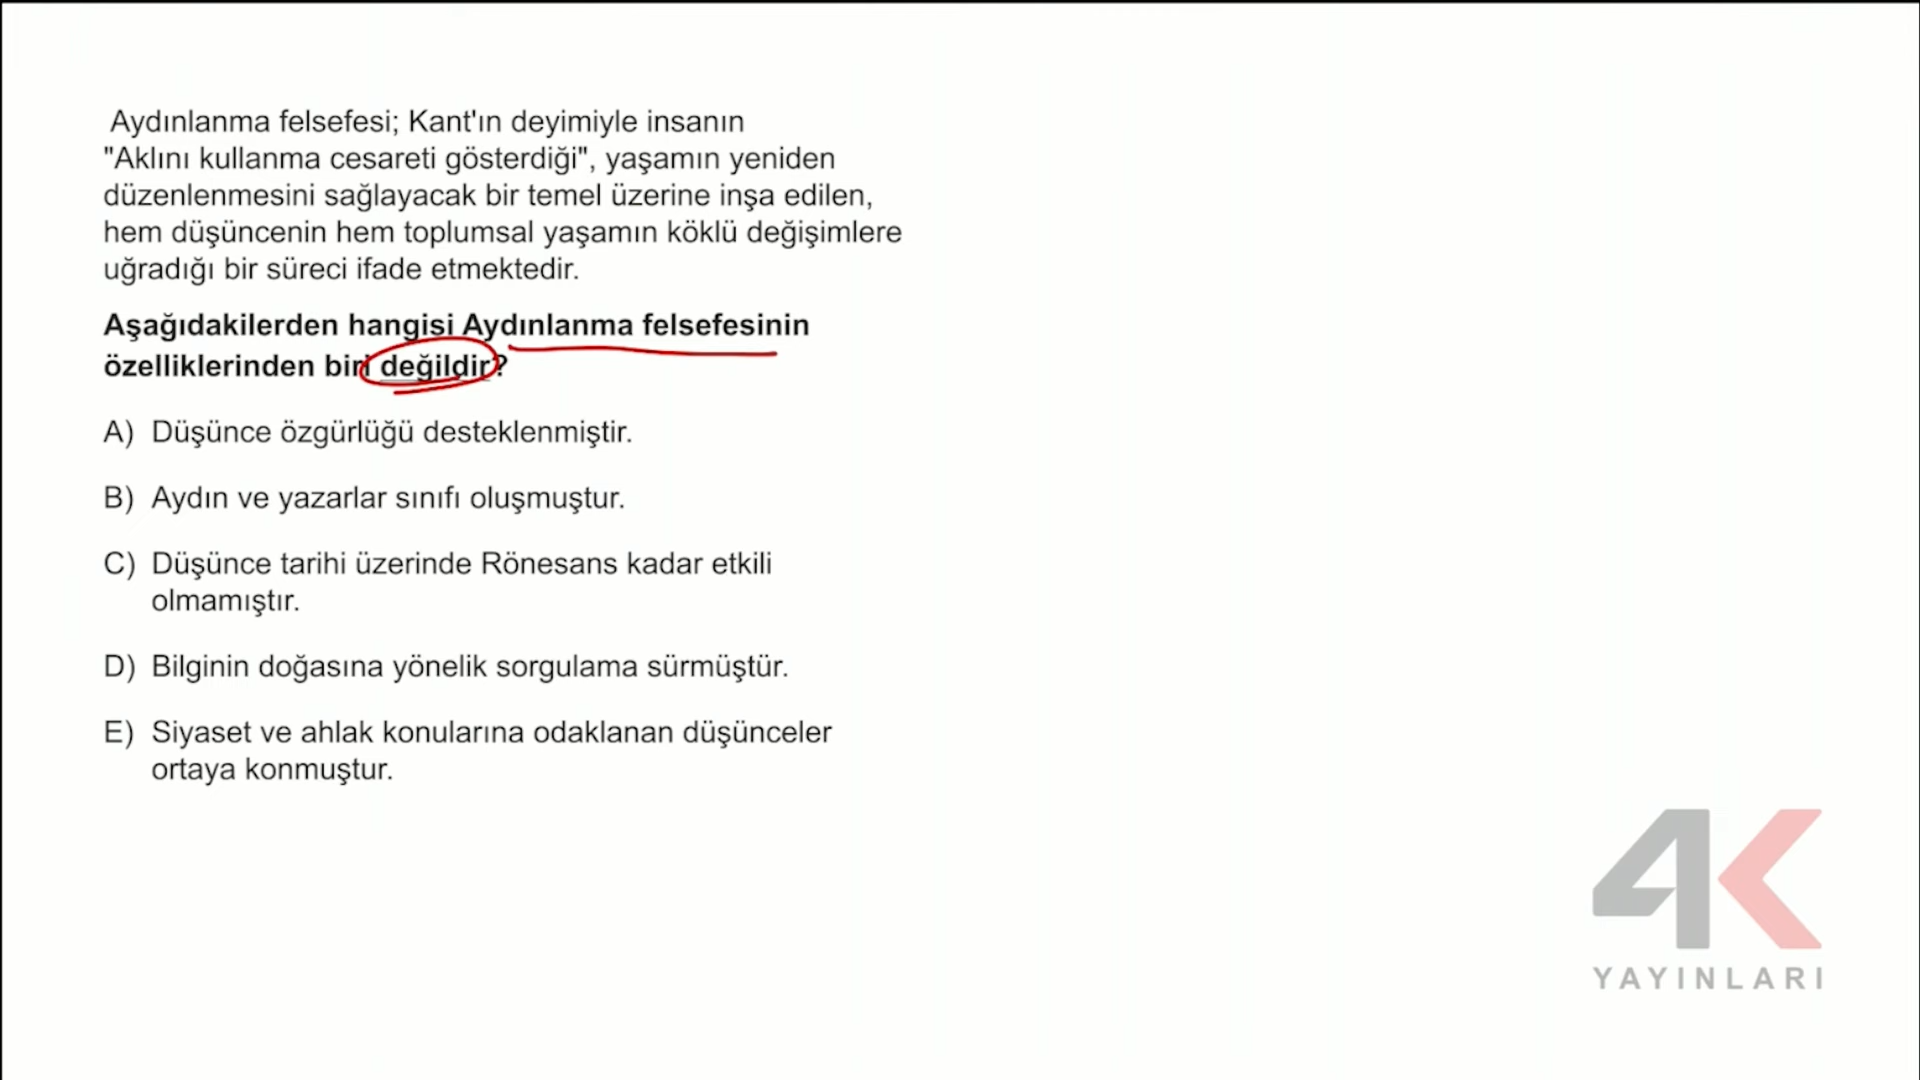 Aydınlanma felsefesi; Kant'ın deyimiyle insanın
"Aklını kullanma cesareti gösterdiği", yaşamın yeniden
düzenlenmesini sağlayacak bir temel üzerine inşa edilen,
hem düşüncenin hem toplumsal yaşamın köklü değişimlere
uğradığı bir süreci ifade etmektedir.
Aşağıdakilerden hangisi Aydınlanma felsefesinin
özelliklerinden biri değildir?
A) Düşünce özgürlüğü desteklenmiştir.
B) Aydın ve yazarlar sınıfı oluşmuştur.
C) Düşünce tarihi üzerinde Rönesans kadar etkili
olmamıştır.
D) Bilginin doğasına yönelik sorgulama sürmüştür.
E) Siyaset ve ahlak konularına odaklanan düşünceler
ortaya konmuştur.
4K
YAYINLARI